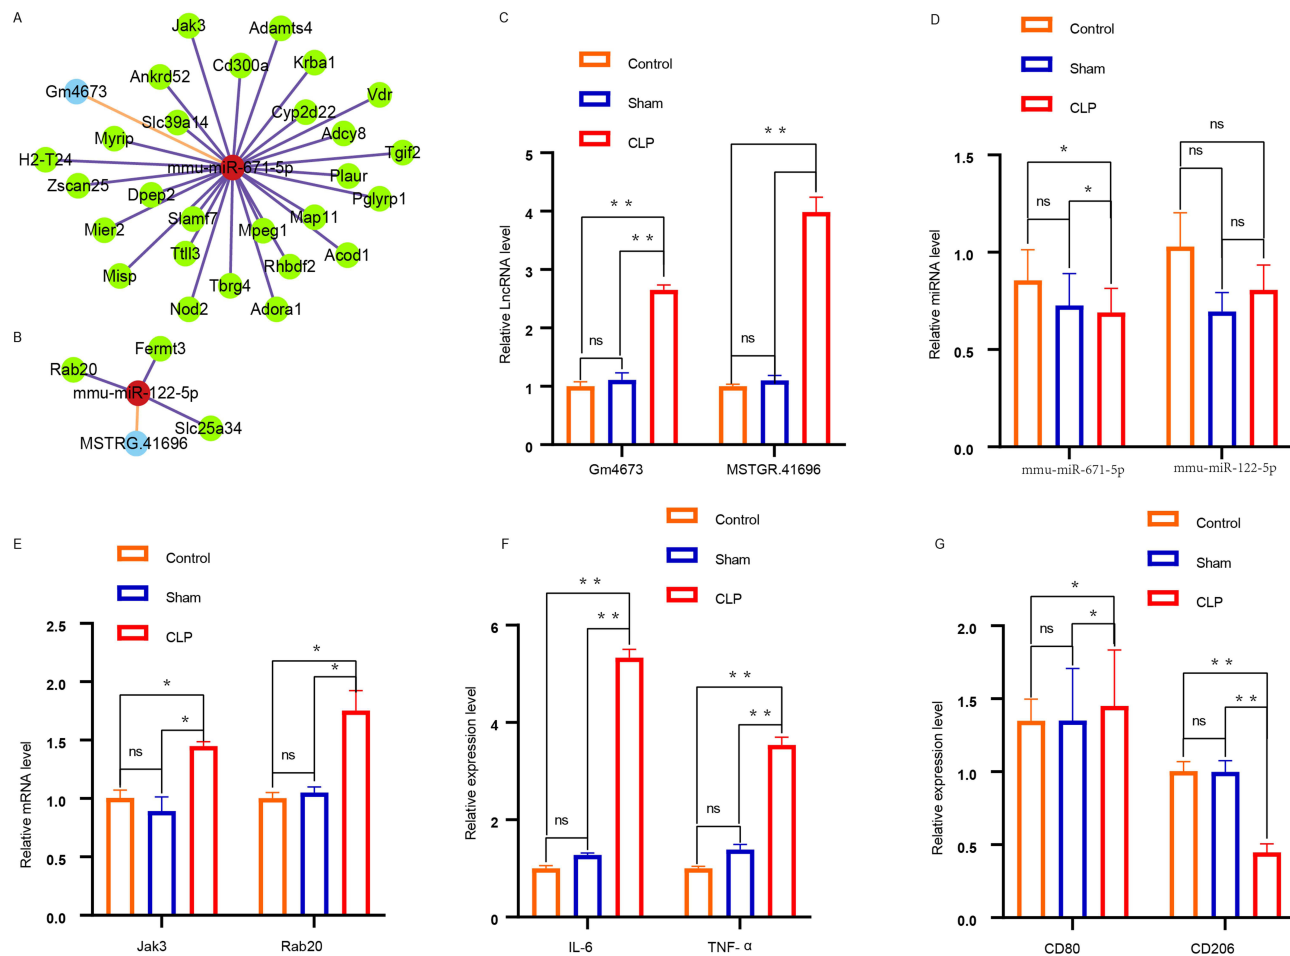 A
Jak3
Adamts4
Cd300a
Krba1
Ankrd52
Gm4673
Vdr
Cyp2d22
Slc39a14
Adcy8
Myrip
Tgif2
H2-T24
mmu-miR-671-5p
Plaur
Zscan25
Dpep2
Pglyrp1
Slamf7
Map11
Mier2
Mpeg1
Ttll3
Acod1
Rhbdf2
Misp
Tbrg4
Nod2
Adora1
B
Fermt3
Rab20
mmu-miR-122-5p
Slc25a34
MSTRG.41696
C
Control
Sham
CLP
Relative LncRNA level
5
4
3
2
1
0
ns
* *
* *
ns
* *
Gm4673
MSTGR.41696
D
Control
Sham
CLP
Relative miRNA level
1.5
1.0
0.5
0.0
*
ns
*
ns
ns
ns
mmu-miR-671-5p
mmu-miR-122-5p
E
Control
Sham
CLP
Relative mRNA level
2.5
2.0
1.5
1.0
0.5
0.0
*
ns
*
*
ns
*
Jak3
Rab20
F
Control
Sham
CLP
Relative expression level
6
4
2
0
* *
* *
ns
* *
* *
ns
IL-6
TNF- α
G
Control
Sham
CLP
Relative expression level
2.0
1.5
1.0
0.5
0.0
*
ns
*
* *
ns
* *
CD80
CD206